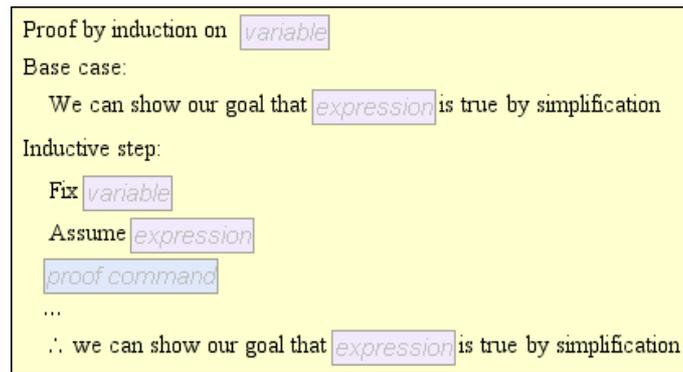 Proof by induction on variable
Base case:
We can show our goal that expression is true by simplification
Inductive step:
Fix variable
Assume expression
proof command
...
∴ we can show our goal that expression is true by simplification